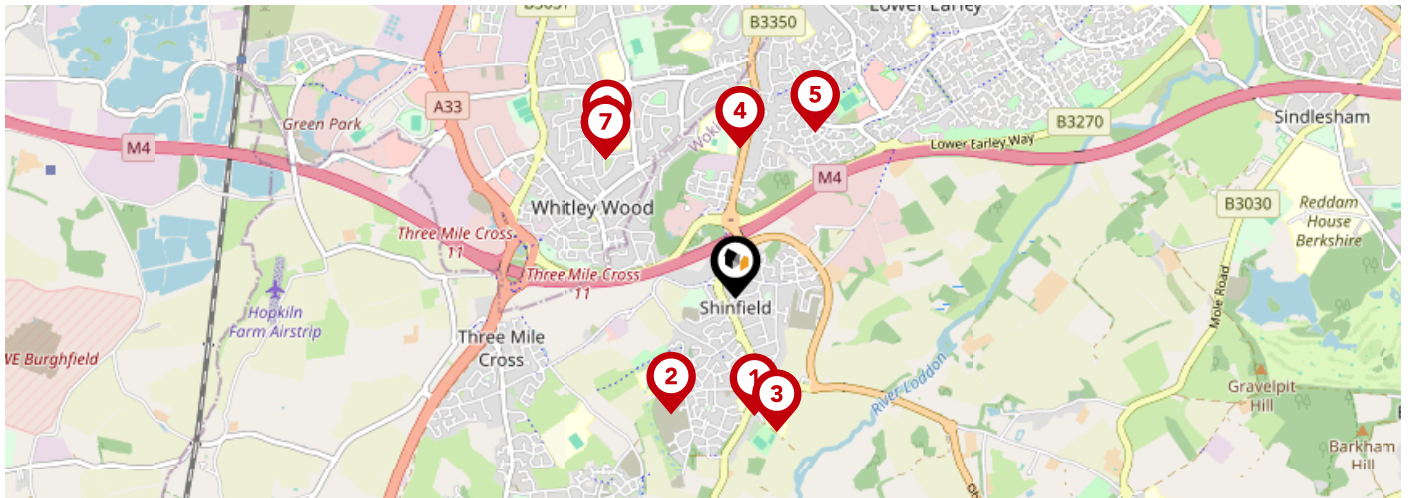 B3031
B3350
Lower Earley
A33
4
5
7
Green Park
M4
Wok
B3270
Sindlesham
Lower Earley Way
M4
B3030
Reddam
House
Berkshire
Whitley Wood
Three Mile Cross
11
Three Mile Cross
11
Shinfield
Hopkiln
Farm Airstrip
Mole Road
Three Mile
Cross
WE Burghfield
River Loddon
2
1
3
Gravelpit
Hill
Barkham
Hill